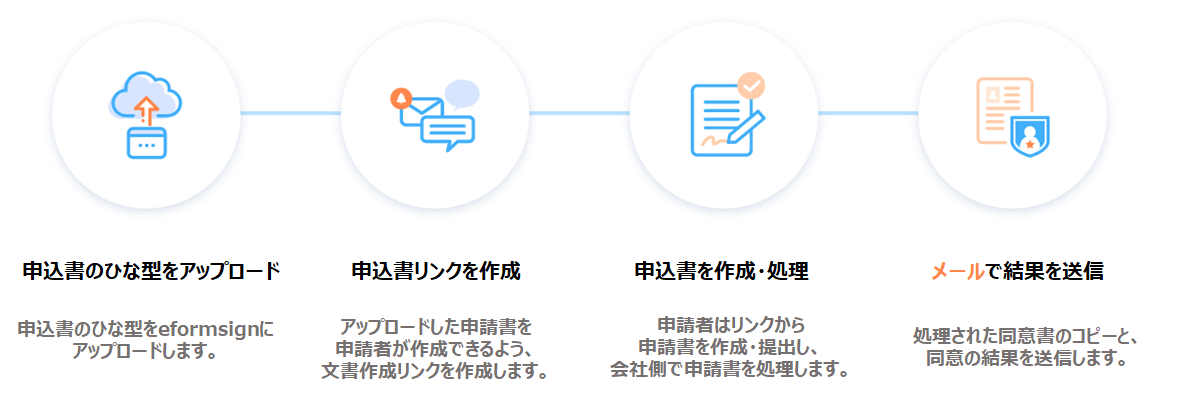 申込書のひな型をアップロード
申込書のひな型をeformsignに
アップロードします。
申込書リンクを作成
アップロードした申請書を
申請者が作成できるよう、
文書作成リンクを作成します。
申込書を作成・処理
申請者はリンクから
申請書を作成・提出し、
会社側で申請書を処理します。
メールで結果を送信
処理された同意書のコピーと、
同意の結果を送信します。